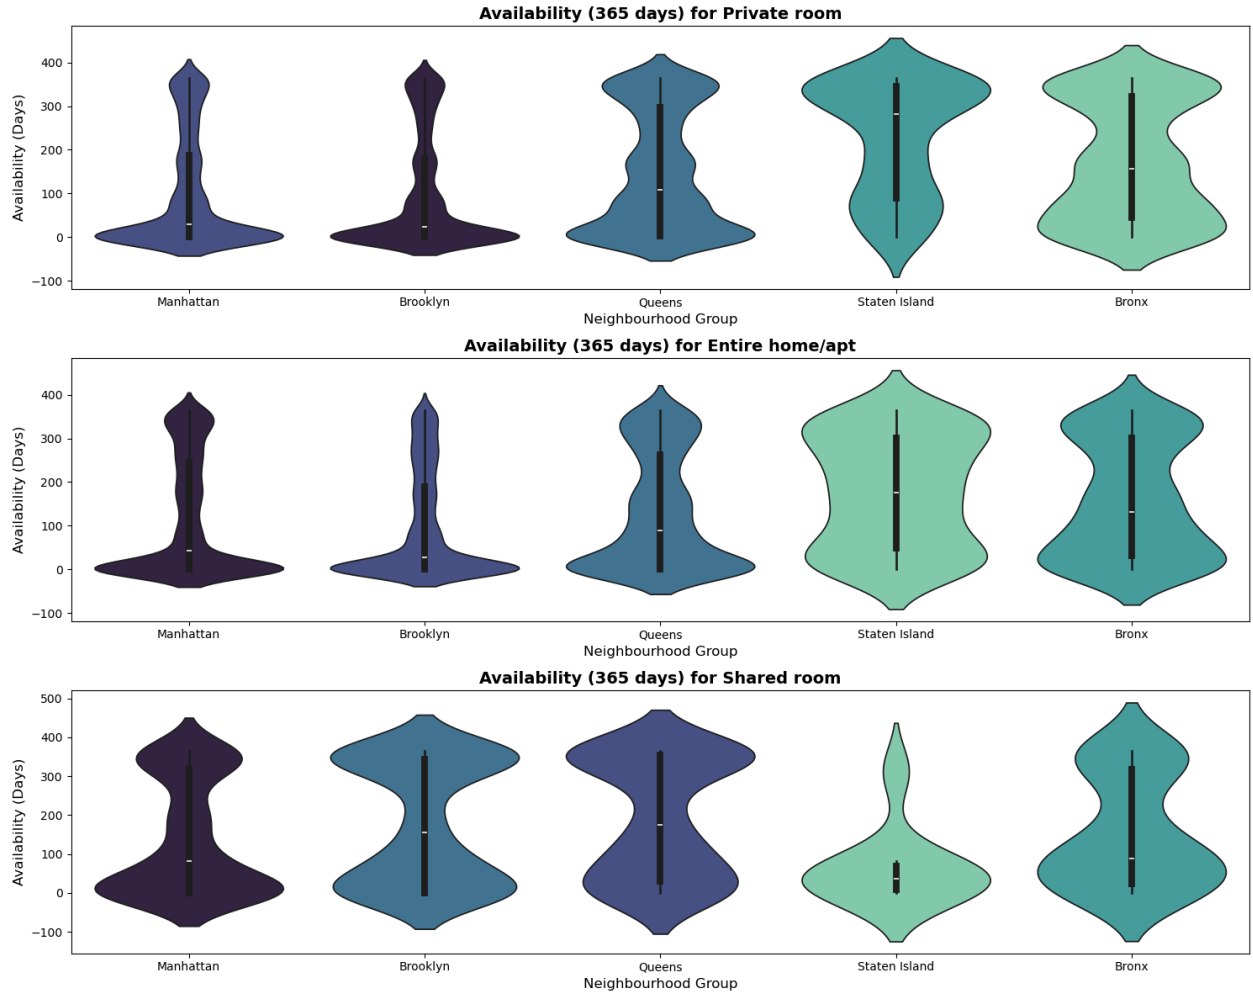 Availability (365 days) for Private room
Availability (Days)
400
300
200
100
0
−100
Manhattan Brooklyn Queens Staten Island Bronx
Neighbourhood Group
Availability (365 days) for Entire home/apt
Availability (Days)
400
300
200
100
0
−100
Manhattan Brooklyn Queens Staten Island Bronx
Neighbourhood Group
Availability (365 days) for Shared room
Availability (Days)
500
400
300
200
100
0
−100
Manhattan Brooklyn Queens Staten Island Bronx
Neighbourhood Group